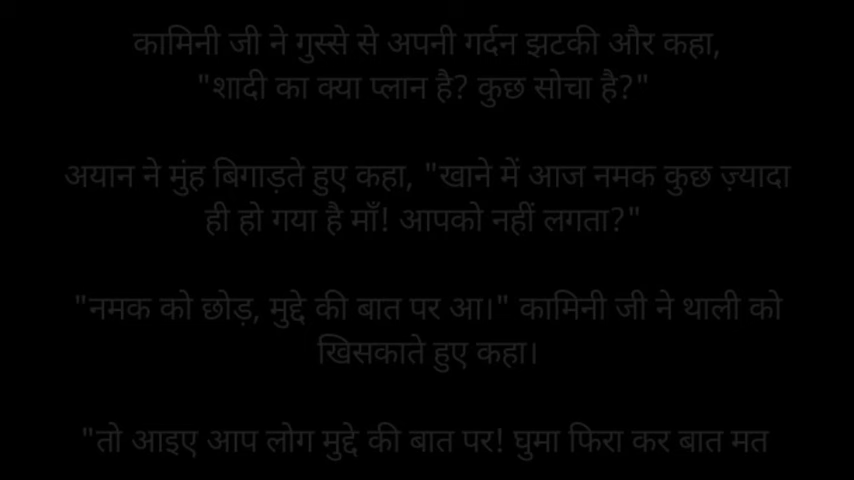 कामिनी जी ने गुस्से से अपनी गर्दन झटकी और कहा,
"शादी का क्या प्लान है? कुछ सोचा है?"
अयान ने मुंह बिगाड़ते हुए कहा, "खाने में आज नमक कुछ ज़्यादा
ही हो गया है माँ! आपको नहीं लगता?"
"नमक को छोड़, मुद्दे की बात पर आ।" कामिनी जी ने थाली को
खिसकाते हुए कहा।
"तो आइए आप लोग मुद्दे की बात पर! घुमा फिरा कर बात मत